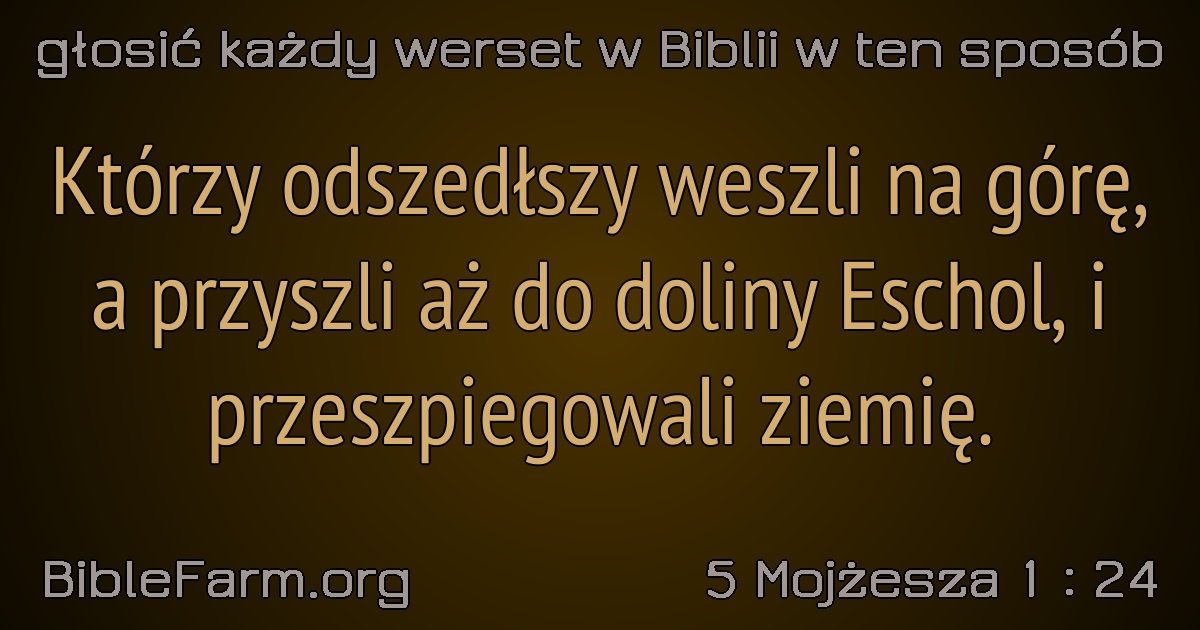 głosić każdy werset w Biblii w ten sposób
Którzy odszedłszy weszli na górę,
a przyszli aż do doliny Eschol, i
przeszpiegowali ziemię.
BibleFarm.org
5 Mojżesza 1 : 24